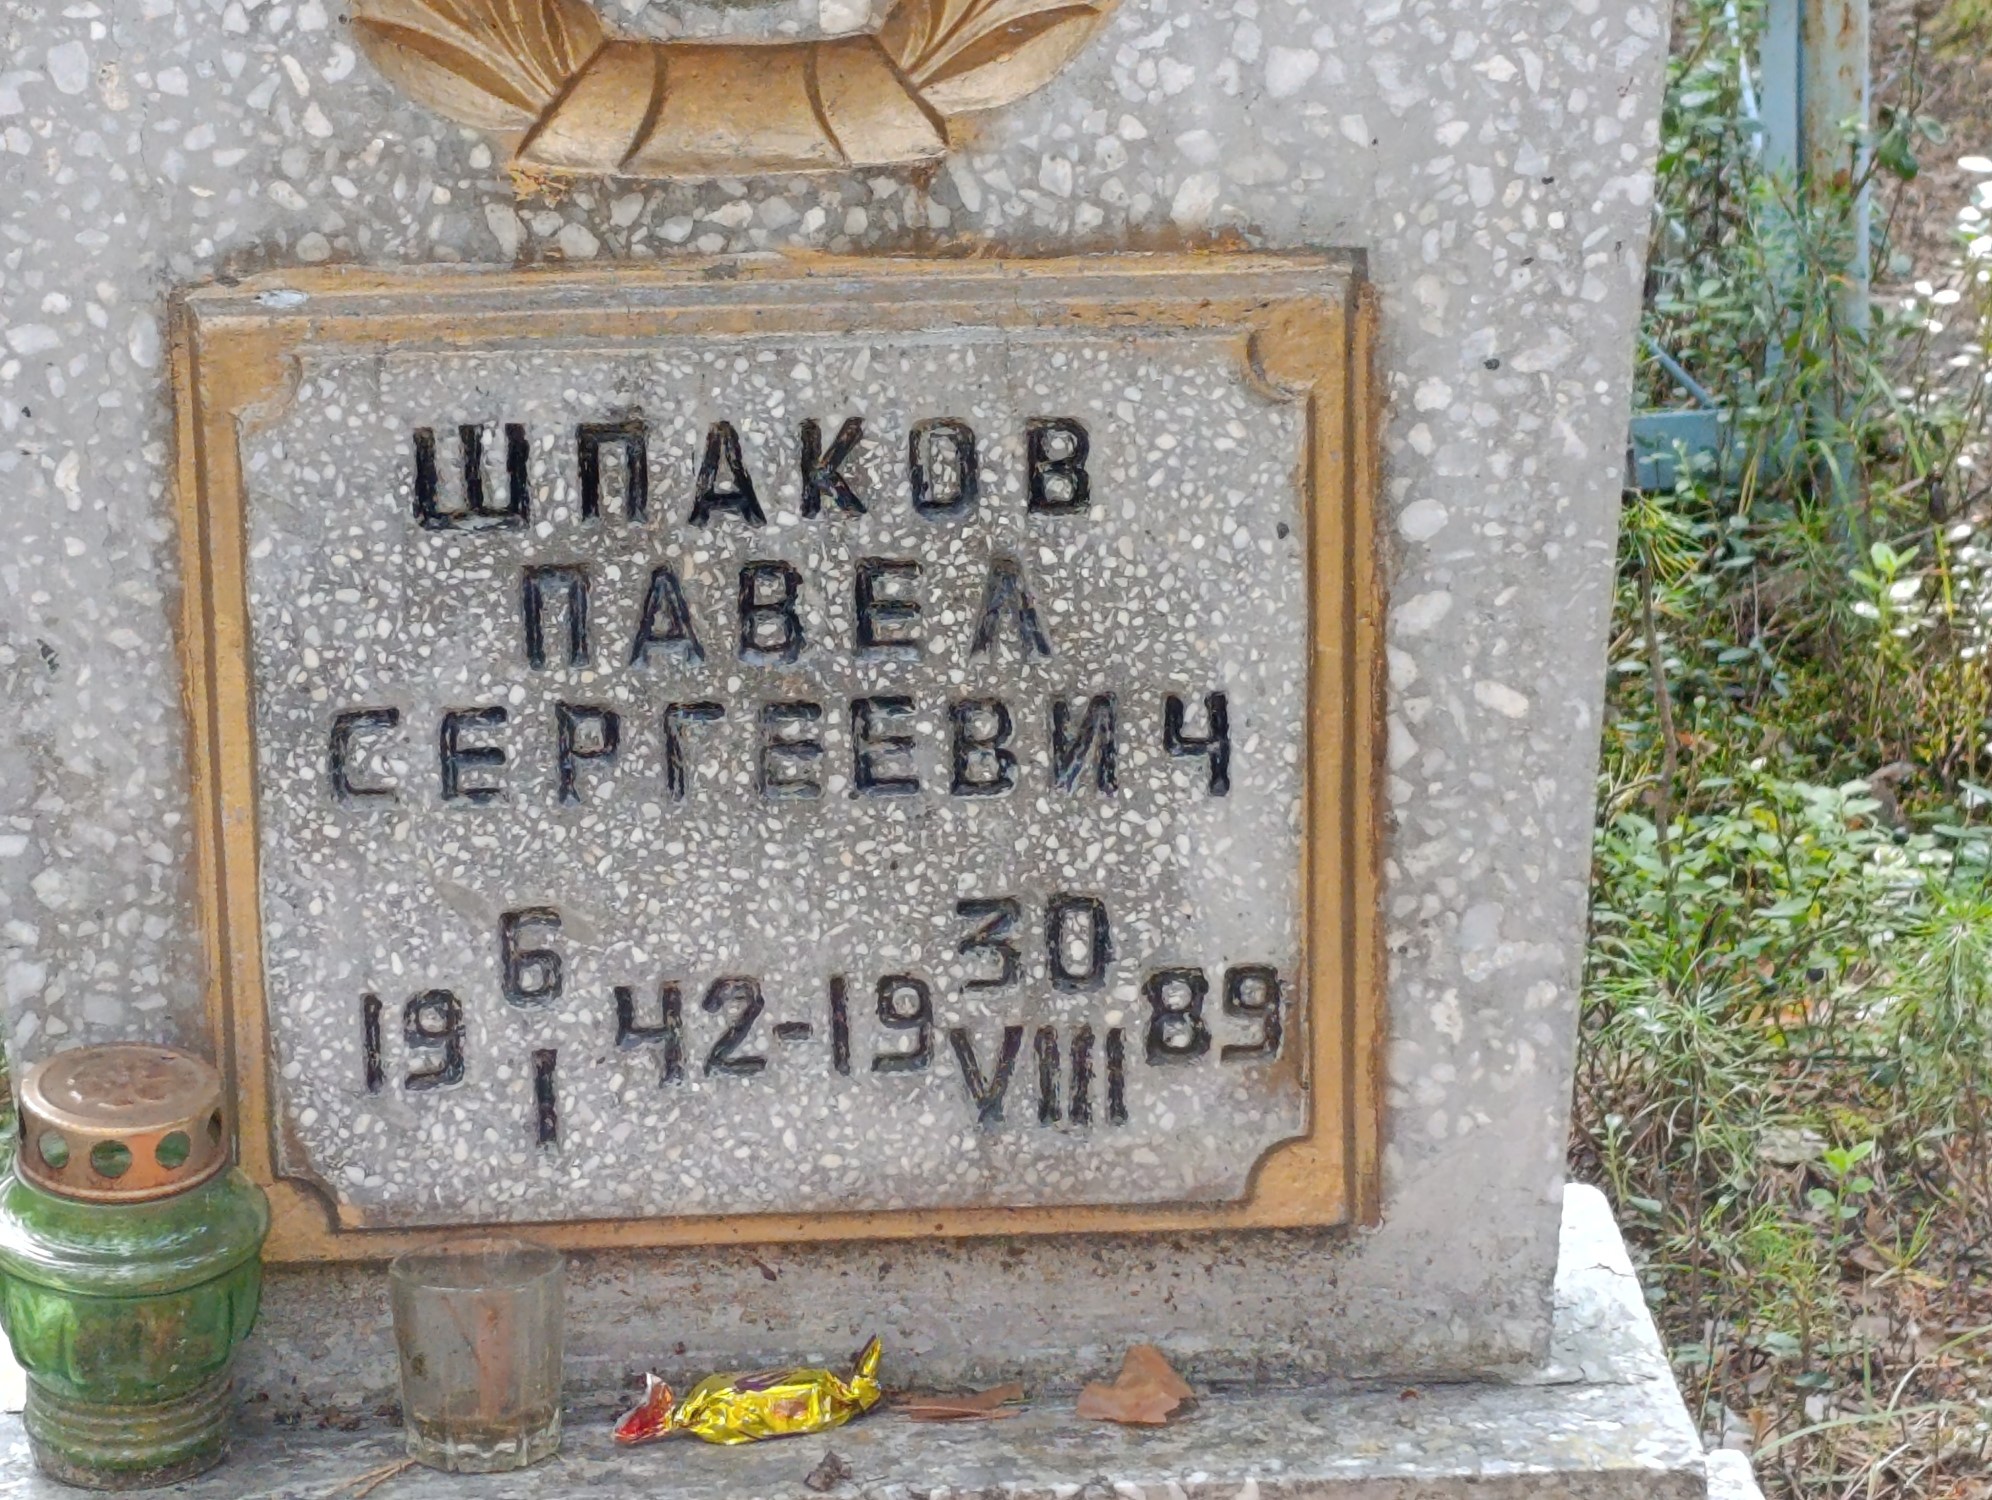 ШПАКОВ
ПАВЕЛ
СЕРГЕЕВИЧ
19 6/I 42-19 30/VIII 89